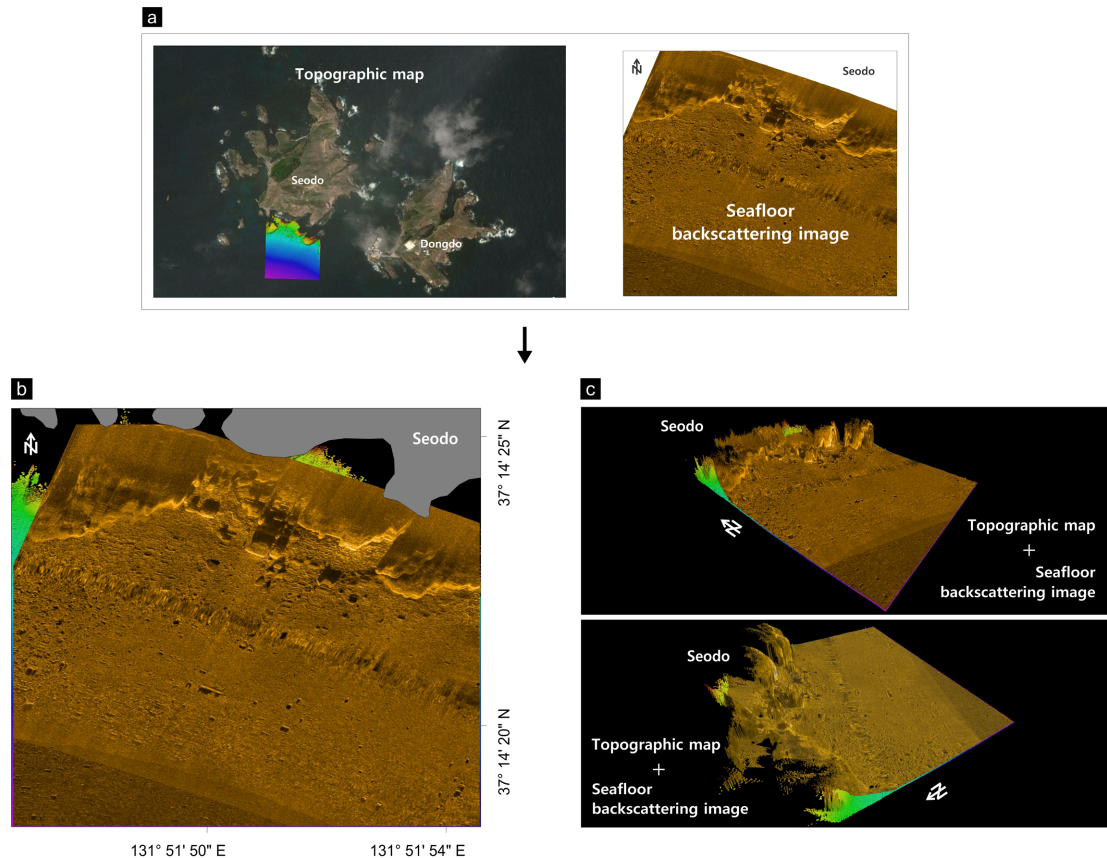 a
Topographic map
Seodo
Dongdo
N
Seodo
Seafloor
backscattering image
b
N
Seodo
37° 14' 25" N
37° 14' 20" N
131° 51' 50" E
131° 51' 54" E
c
Seodo
N
Topographic map
+
Seafloor
backscattering image
Seodo
Topographic map
+
Seafloor
backscattering image
N